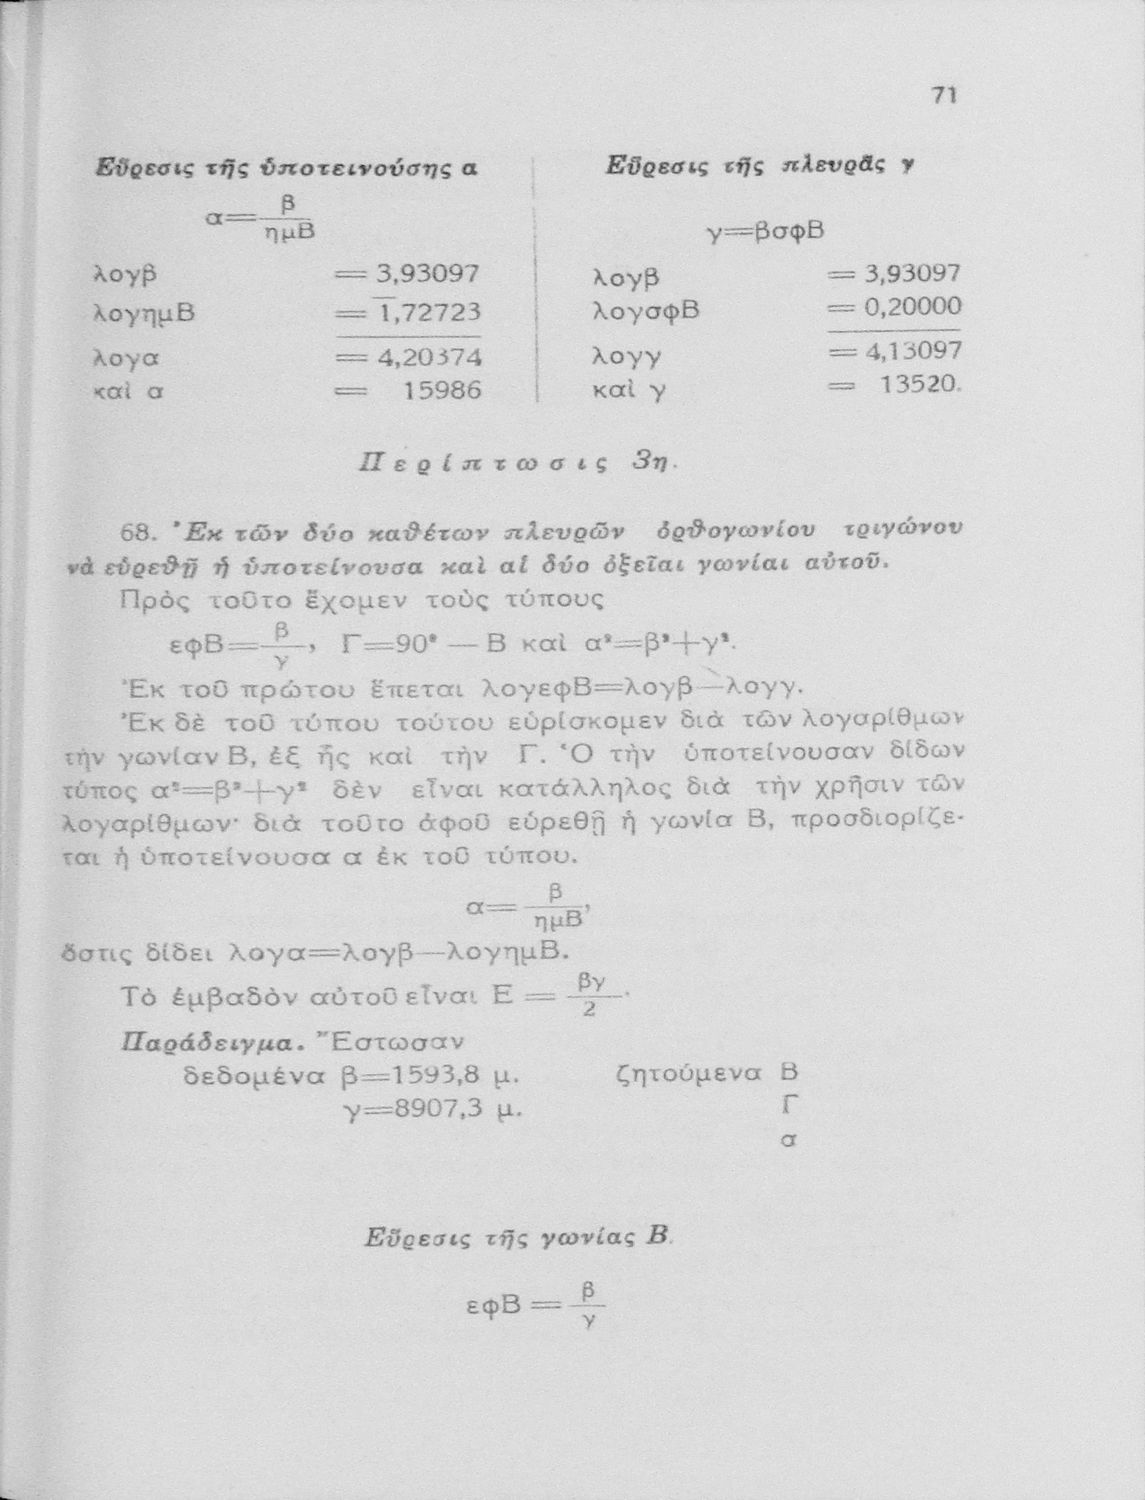 71
Εὕρεσις τῆς ὑποτεινούσης α
α=β/ημΒ
λογβ = 3,93097
λογημΒ = 1̅,72723
λογα = 4,20374
καὶ α = 15986
Εὕρεσις τῆς πλευρᾶς γ
γ=βσφΒ
λογβ = 3,93097
λογσφΒ = 0,20000
λογγ = 4,13097
καὶ γ = 13520.
Περίπτωσις 3η.
68. Ἐκ τῶν δύο καθέτων πλευρῶν ὀρθογωνίου τριγώνου
νὰ εὑρεθῇ ἡ ὑποτείνουσα καὶ αἱ δύο ὀξεῖαι γωνίαι αὐτοῦ.
Πρὸς τοῦτο ἔχομεν τοὺς τύπους
εφΒ=β/γ, Γ=90° — Β καὶ α²=β²+γ².
Ἐκ τοῦ πρώτου ἕπεται λογεφΒ=λογβ—λογγ.
Ἐκ δὲ τοῦ τύπου τούτου εὑρίσκομεν διὰ τῶν λογαρίθμων
τὴν γωνίαν Β, ἐξ ἧς καὶ τὴν Γ. Ὁ τὴν ὑποτείνουσαν δίδων
τύπος α²=β²+γ² δὲν εἶναι κατάλληλος διὰ τὴν χρῆσιν τῶν
λογαρίθμων· διὰ τοῦτο ἀφοῦ εὑρεθῇ ἡ γωνία Β, προσδιορίζε-
ται ἡ ὑποτείνουσα α ἐκ τοῦ τύπου.
α=β/ημΒ,
ὅστις δίδει λογα=λογβ—λογημΒ.
Τὸ ἐμβαδὸν αὐτοῦ εἶναι Ε = βγ/2.
Παράδειγμα. Ἔστωσαν
δεδομένα β=1593,8 μ. ζητούμενα Β
γ=8907,3 μ. Γ
α
Εὕρεσις τῆς γωνίας Β.
εφΒ = β/γ